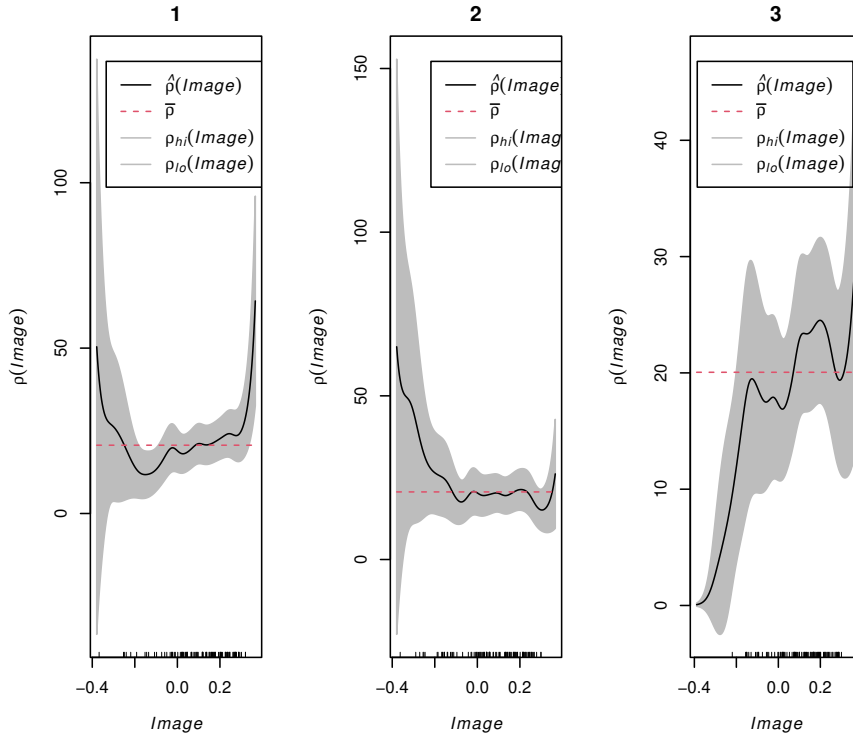 1
ρ(Image)
100
50
0
ρ̂(Image)
ρ̄
ρhi(Image)
ρlo(Image)
−0.4 0.0 0.2
Image
2
ρ(Image)
150
100
50
0
ρ̂(Image)
ρ̄
ρhi(Imag
ρlo(Imag
−0.4 0.0 0.2
Image
3
ρ(Image)
40
30
20
10
0
ρ̂(Image)
ρ̄
ρhi(Image)
ρlo(Image)
−0.4 0.0 0.2
Image